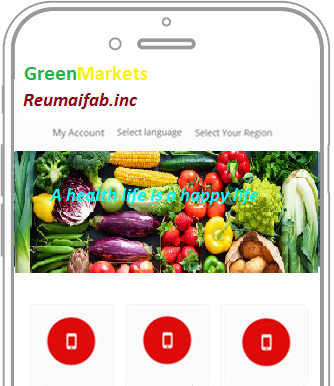 GreenMarkets
Reumaifab.inc
My Account Select language Select Your Region
A health life is a happy life